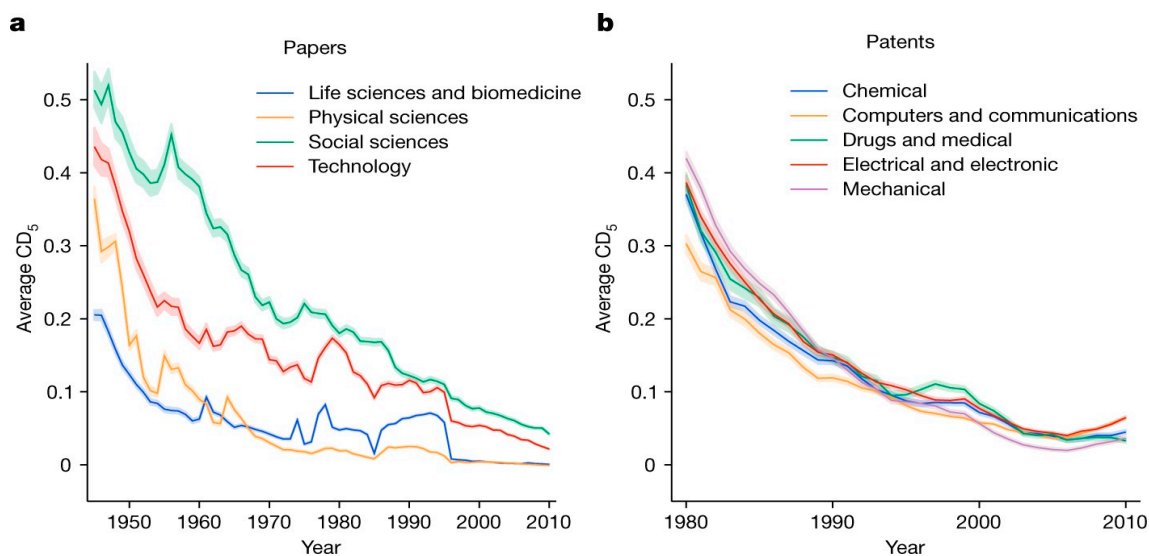 a
Papers
Life sciences and biomedicine
Physical sciences
Social sciences
Technology
0.5
0.4
0.3
0.2
0.1
0
Average CD5
1950 1960 1970 1980 1990 2000 2010
Year
b
Patents
Chemical
Computers and communications
Drugs and medical
Electrical and electronic
Mechanical
0.5
0.4
0.3
0.2
0.1
0
Average CD5
1980 1990 2000 2010
Year